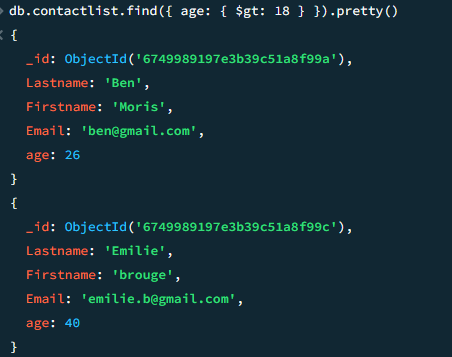 db.contactlist.find({ age: { $gt: 18 } }).pretty()
{
_id: ObjectId('6749989197e3b39c51a8f99a'),
Lastname: 'Ben',
Firstname: 'Moris',
Email: 'ben@gmail.com',
age: 26
}
{
_id: ObjectId('6749989197e3b39c51a8f99c'),
Lastname: 'Emilie',
Firstname: 'brouge',
Email: 'emilie.b@gmail.com',
age: 40
}